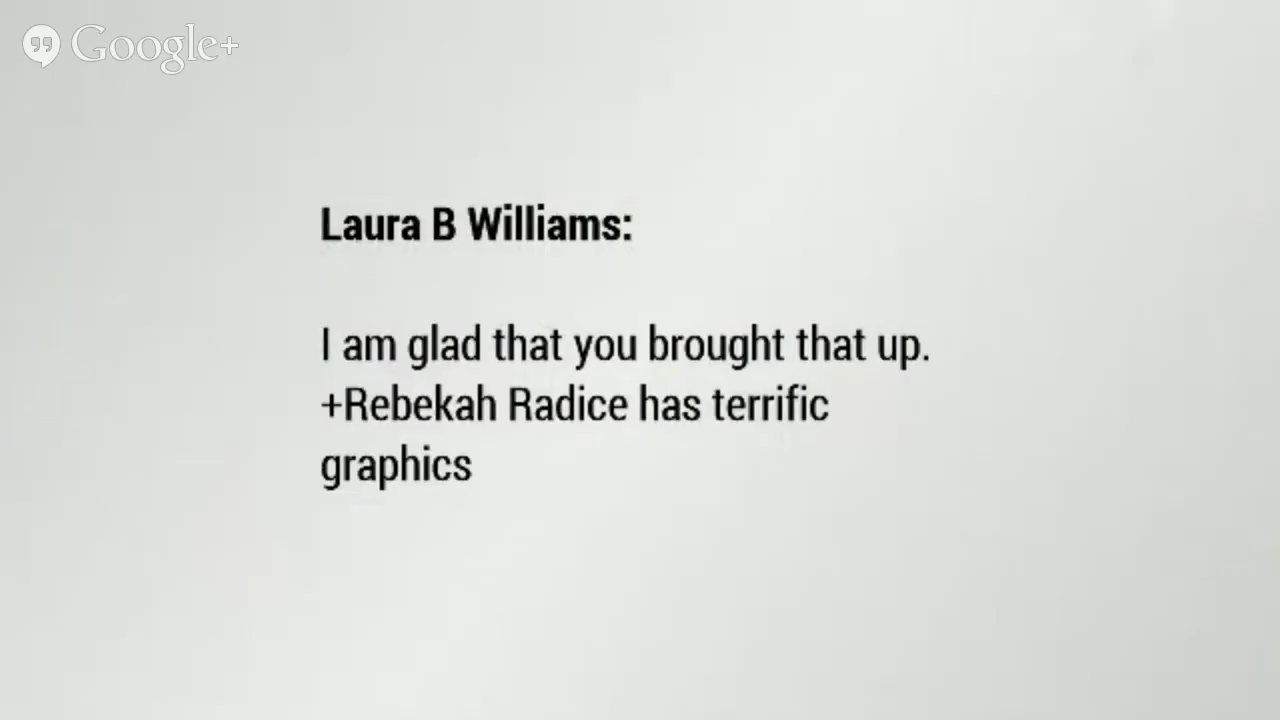 Google+
Laura B Williams:
I am glad that you brought that up.
+Rebekah Radice has terrific
graphics